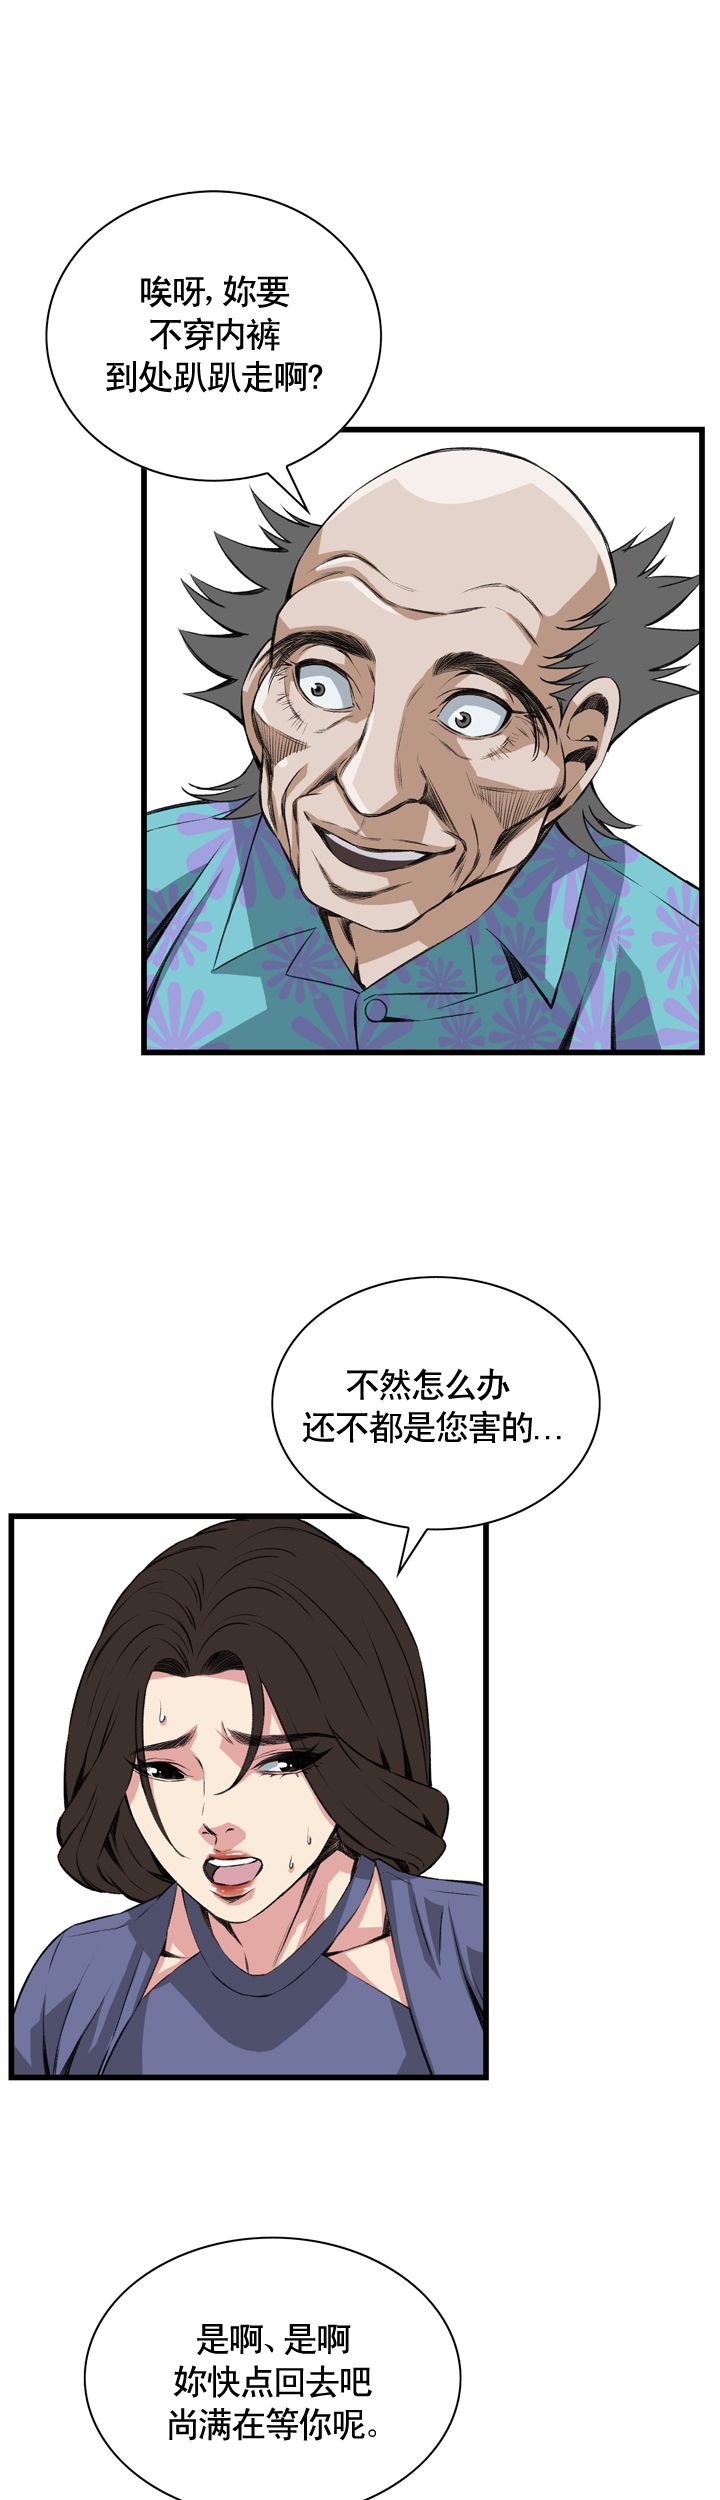 唉呀，妳要
不穿内裤
到处趴趴走啊?
不然怎么办
还不都是您害的...
是啊、是啊
妳快点回去吧
尚满在等你呢。